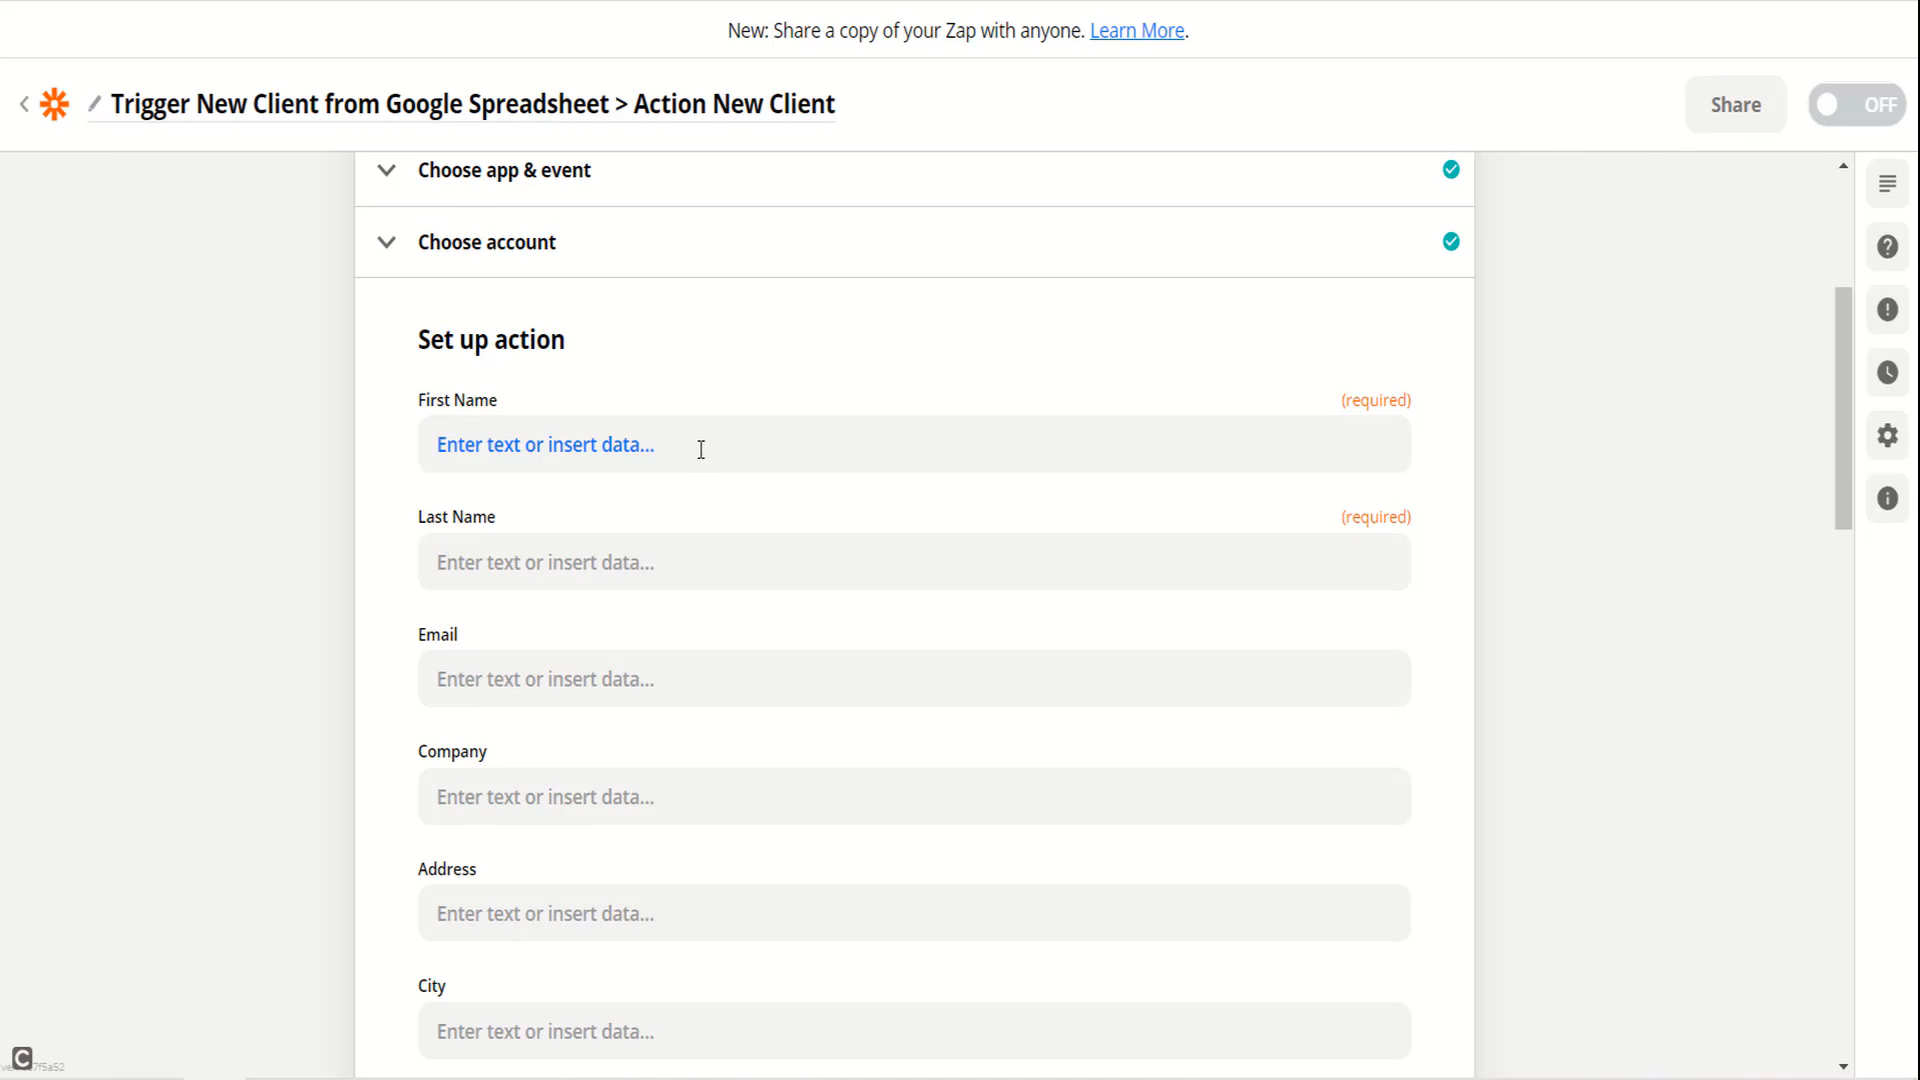 New: Share a copy of your Zap with anyone. Learn More.
Trigger New Client from Google Spreadsheet > Action New Client
Share
OFF
Choose app & event
Choose account
Set up action
First Name
(required)
Enter text or insert data...
Last Name
(required)
Enter text or insert data...
Email
Enter text or insert data...
Company
Enter text or insert data...
Address
Enter text or insert data...
City
Enter text or insert data...
C